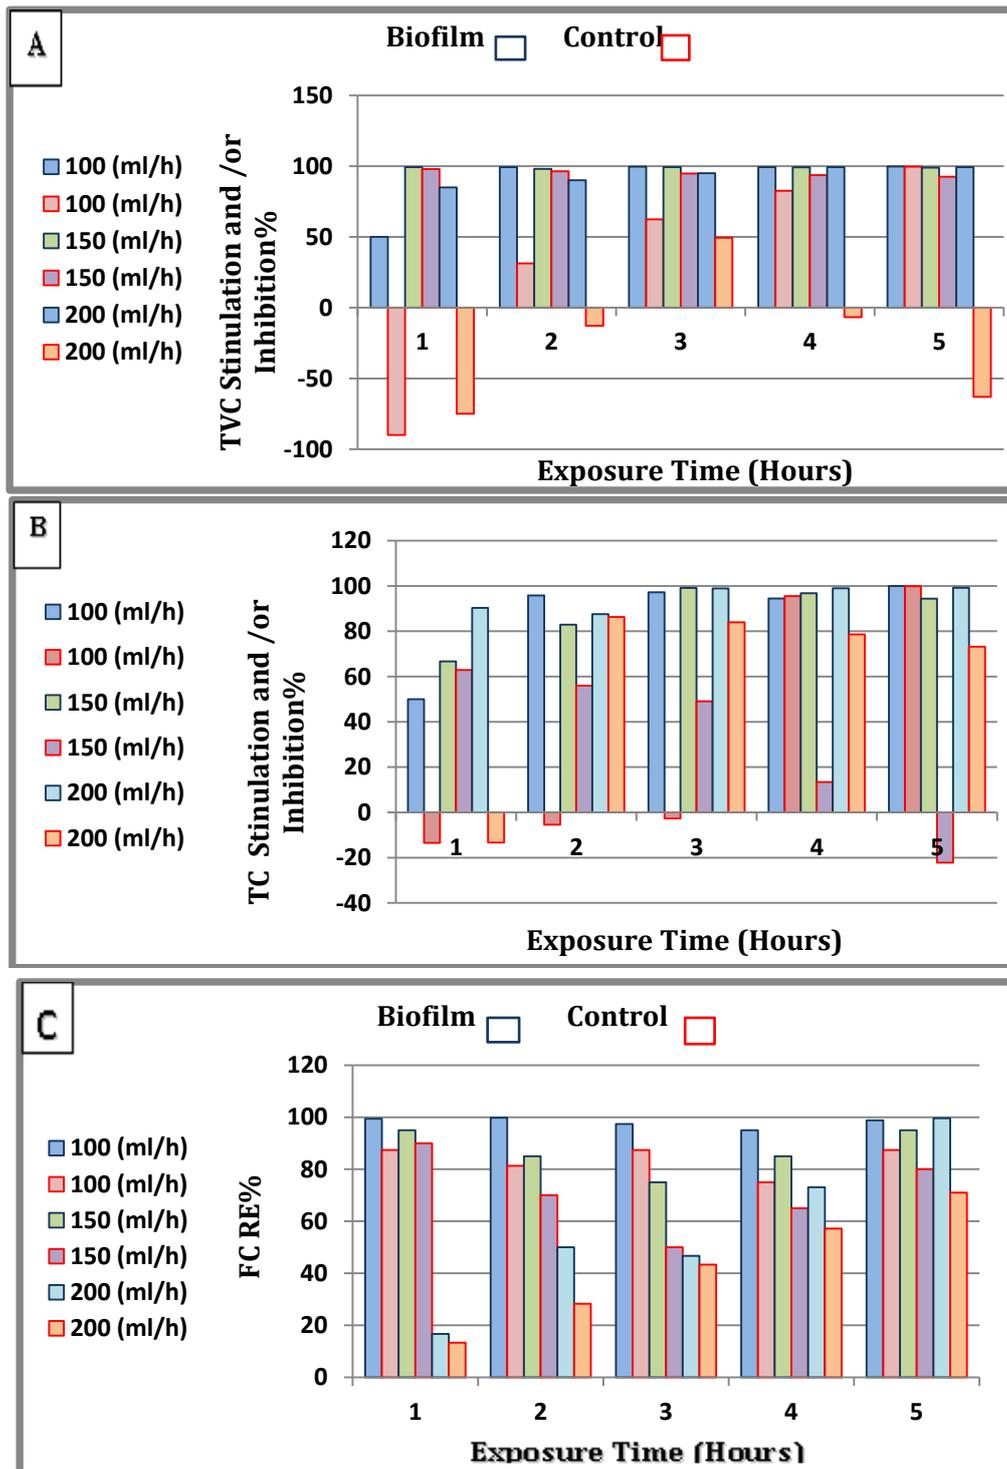 A
Biofilm Control
150
100
50
0
-50
-100
TVC Stinulation and /or
Inhibition%
100 (ml/h)
100 (ml/h)
150 (ml/h)
150 (ml/h)
200 (ml/h)
200 (ml/h)
1 2 3 4 5
Exposure Time (Hours)
B
120
100
80
60
40
20
0
-20
-40
TC Stinulation and /or
Inhibition%
100 (ml/h)
100 (ml/h)
150 (ml/h)
150 (ml/h)
200 (ml/h)
200 (ml/h)
1 2 3 4 5
Exposure Time (Hours)
C
Biofilm Control
120
100
80
60
40
20
0
FC RE%
100 (ml/h)
100 (ml/h)
150 (ml/h)
150 (ml/h)
200 (ml/h)
200 (ml/h)
1 2 3 4 5
Exposure Time (Hours)